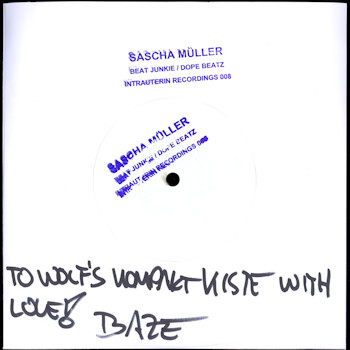 SASCHA MÜLLER
BEAT JUNKIE / DOPE BEATZ
INTRAUTERIN RECORDINGS 008
SASCHA MÜLLER
BEAT JUNKIE / DOPE BEATZ
INTRAUTERIN RECORDINGS 008
TO WOLF'S KOMPAKT KISTE WITH
LOVE!
BAZE